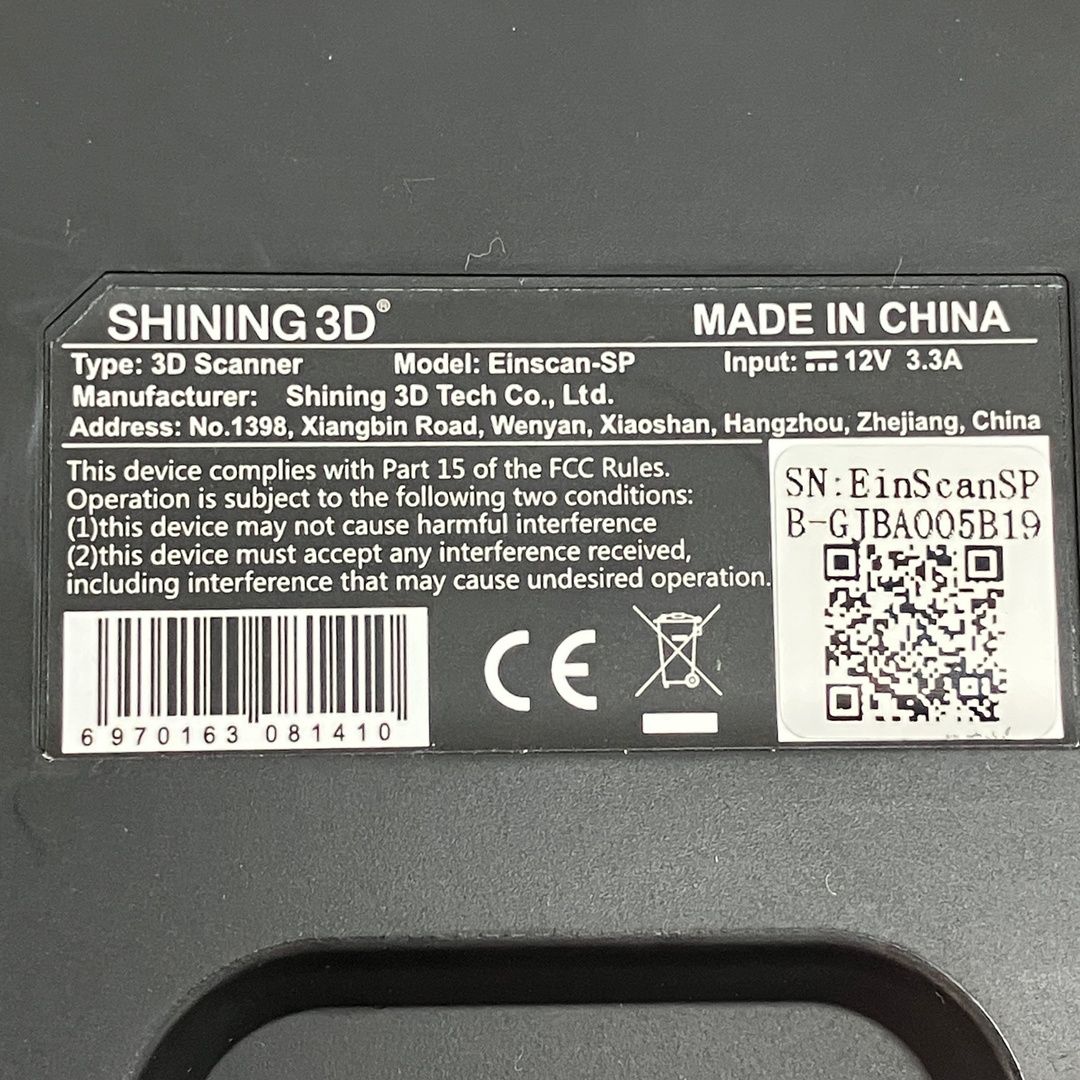 SHINING 3D®
MADE IN CHINA
Type: 3D Scanner Model: Einscan-SP Input: ⎓ 12V 3.3A
Manufacturer: Shining 3D Tech Co., Ltd.
Address: No.1398, Xiangbin Road, Wenyan, Xiaoshan, Hangzhou, Zhejiang, China
This device complies with Part 15 of the FCC Rules.
Operation is subject to the following two conditions:
(1)this device may not cause harmful interference
(2)this device must accept any interference received,
including interference that may cause undesired operation.
SN:EinScanSP
B-GJBA005B19
6 970163 081410
CE